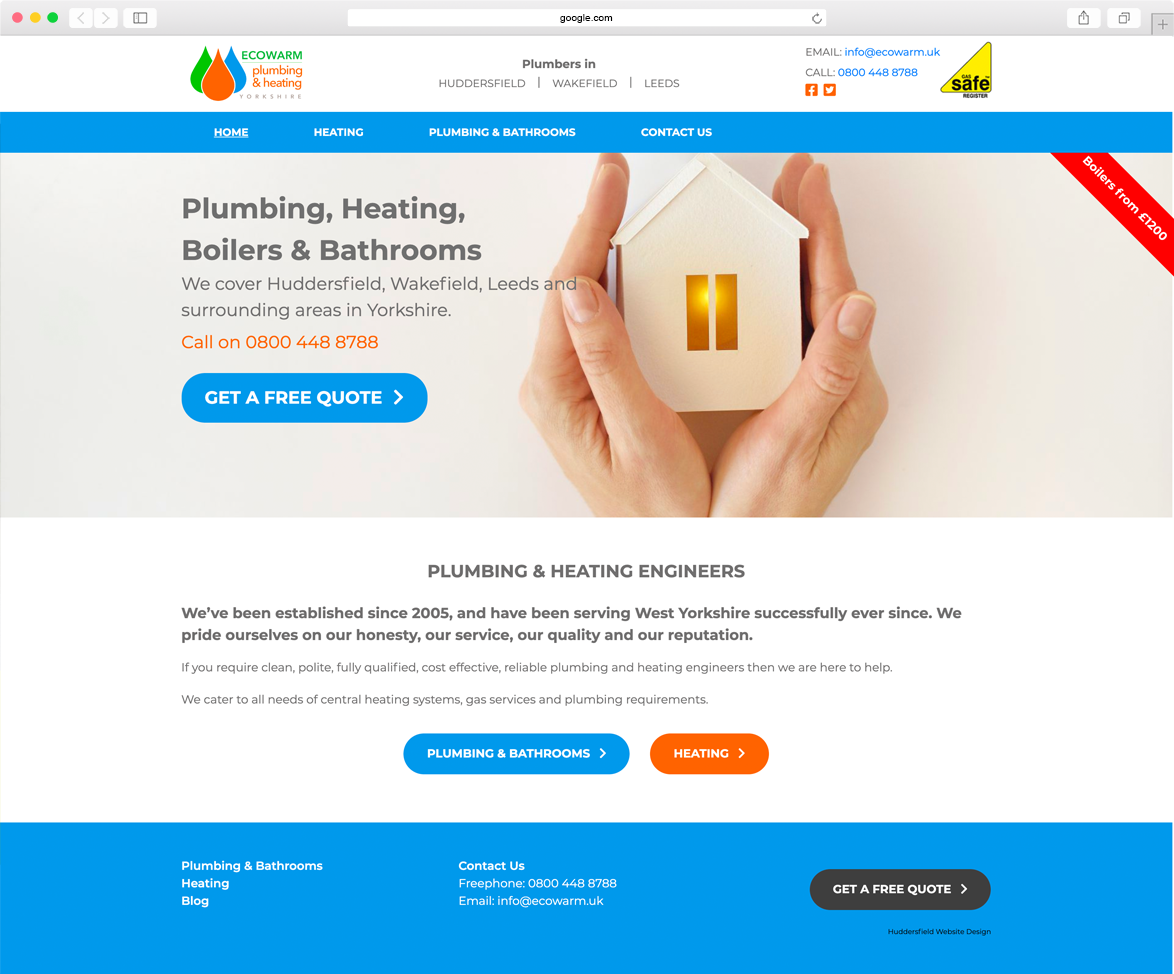 google.com
ECOWARM
plumbing
& heating
YORKSHIRE
Plumbers in
HUDDERSFIELD | WAKEFIELD | LEEDS
EMAIL: info@ecowarm.uk
CALL: 0800 448 8788
GAS
safe
REGISTER
HOME HEATING PLUMBING & BATHROOMS CONTACT US
Boilers from £1200
Plumbing, Heating,
Boilers & Bathrooms
We cover Huddersfield, Wakefield, Leeds and
surrounding areas in Yorkshire.
Call on 0800 448 8788
GET A FREE QUOTE
PLUMBING & HEATING ENGINEERS
We’ve been established since 2005, and have been serving West Yorkshire successfully ever since. We
pride ourselves on our honesty, our service, our quality and our reputation.
If you require clean, polite, fully qualified, cost effective, reliable plumbing and heating engineers then we are here to help.
We cater to all needs of central heating systems, gas services and plumbing requirements.
PLUMBING & BATHROOMS HEATING
Plumbing & Bathrooms
Heating
Blog
Contact Us
Freephone: 0800 448 8788
Email: info@ecowarm.uk
GET A FREE QUOTE
Huddersfield Website Design